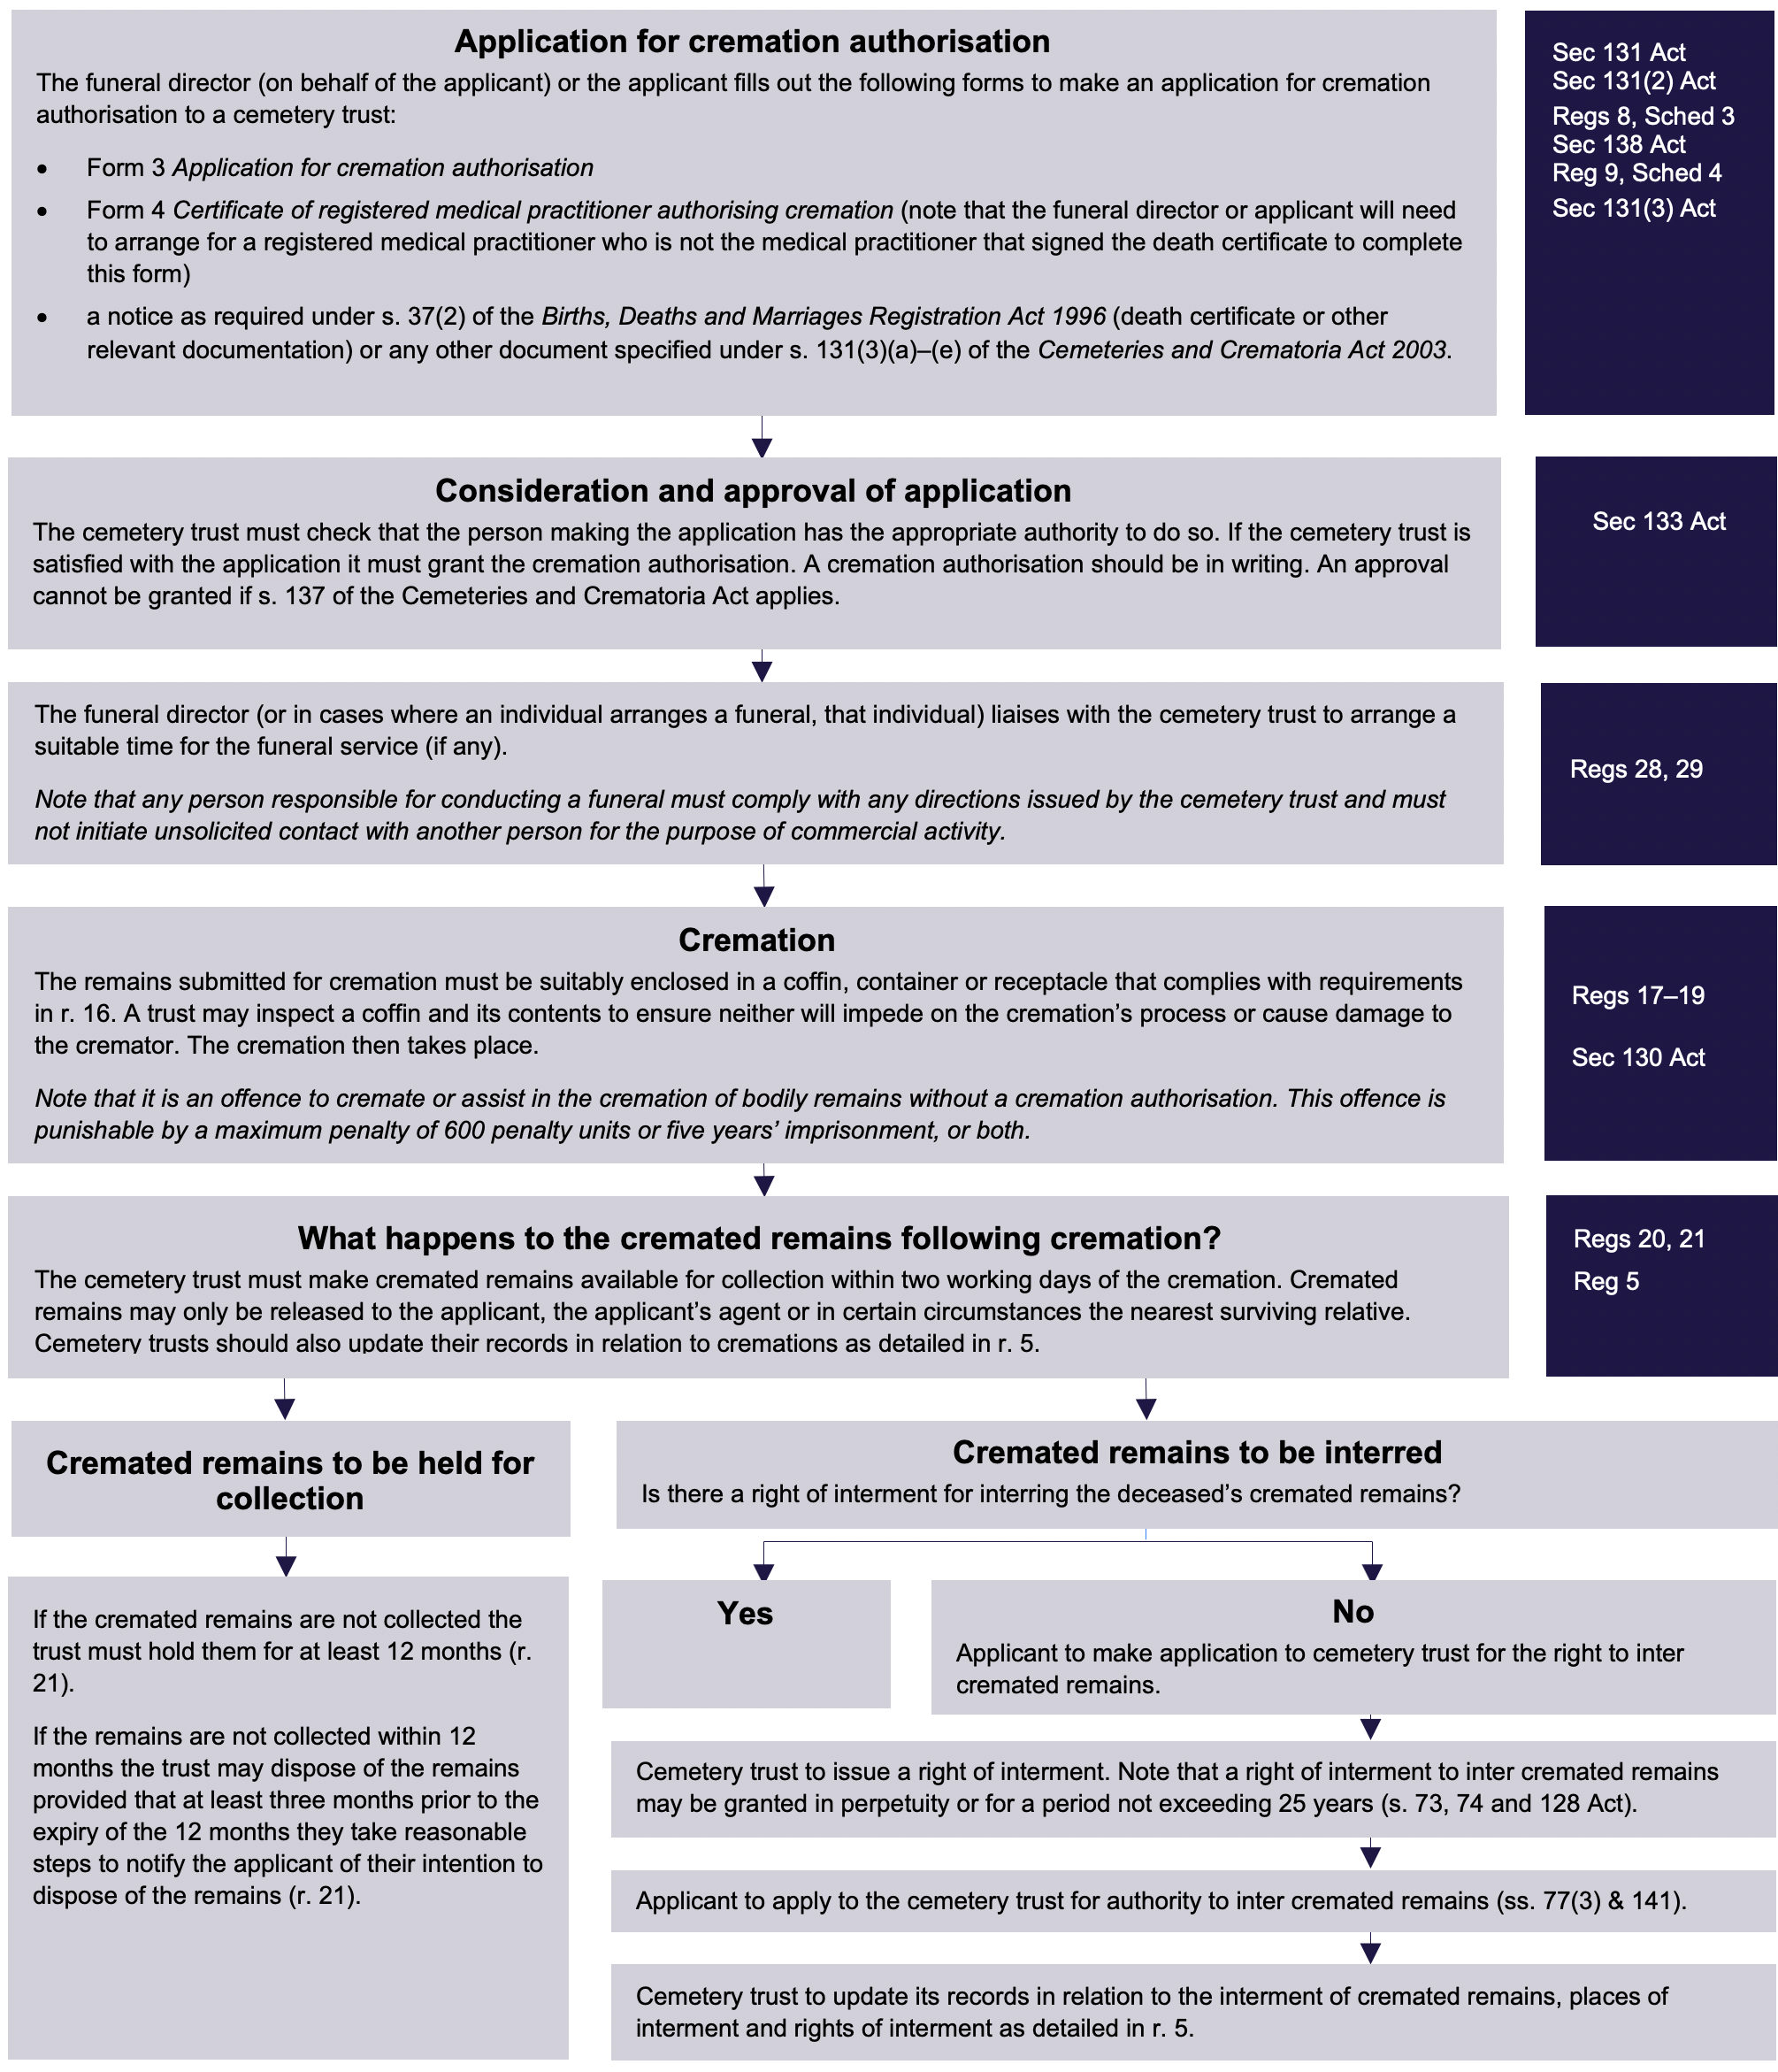 Application for cremation authorisation
The funeral director (on behalf of the applicant) or the applicant fills out the following forms to make an application for cremation
authorisation to a cemetery trust:
• Form 3 Application for cremation authorisation
• Form 4 Certificate of registered medical practitioner authorising cremation (note that the funeral director or applicant will need
to arrange for a registered medical practitioner who is not the medical practitioner that signed the death certificate to complete
this form)
• a notice as required under s. 37(2) of the Births, Deaths and Marriages Registration Act 1996 (death certificate or other
relevant documentation) or any other document specified under s. 131(3)(a)–(e) of the Cemeteries and Crematoria Act 2003.
Sec 131 Act
Sec 131(2) Act
Regs 8, Sched 3
Sec 138 Act
Reg 9, Sched 4
Sec 131(3) Act
Consideration and approval of application
The cemetery trust must check that the person making the application has the appropriate authority to do so. If the cemetery trust is
satisfied with the application it must grant the cremation authorisation. A cremation authorisation should be in writing. An approval
cannot be granted if s. 137 of the Cemeteries and Crematoria Act applies.
Sec 133 Act
The funeral director (or in cases where an individual arranges a funeral, that individual) liaises with the cemetery trust to arrange a
suitable time for the funeral service (if any).
Note that any person responsible for conducting a funeral must comply with any directions issued by the cemetery trust and must
not initiate unsolicited contact with another person for the purpose of commercial activity.
Regs 28, 29
Cremation
The remains submitted for cremation must be suitably enclosed in a coffin, container or receptacle that complies with requirements
in r. 16. A trust may inspect a coffin and its contents to ensure neither will impede on the cremation's process or cause damage to
the cremator. The cremation then takes place.
Note that it is an offence to cremate or assist in the cremation of bodily remains without a cremation authorisation. This offence is
punishable by a maximum penalty of 600 penalty units or five years' imprisonment, or both.
Regs 17–19
Sec 130 Act
What happens to the cremated remains following cremation?
The cemetery trust must make cremated remains available for collection within two working days of the cremation. Cremated
remains may only be released to the applicant, the applicant's agent or in certain circumstances the nearest surviving relative.
Cemetery trusts should also update their records in relation to cremations as detailed in r. 5.
Regs 20, 21
Reg 5
Cremated remains to be held for
collection
If the cremated remains are not collected the
trust must hold them for at least 12 months (r.
21).
If the remains are not collected within 12
months the trust may dispose of the remains
provided that at least three months prior to the
expiry of the 12 months they take reasonable
steps to notify the applicant of their intention to
dispose of the remains (r. 21).
Cremated remains to be interred
Is there a right of interment for interring the deceased's cremated remains?
Yes
No
Applicant to make application to cemetery trust for the right to inter
cremated remains.
Cemetery trust to issue a right of interment. Note that a right of interment to inter cremated remains
may be granted in perpetuity or for a period not exceeding 25 years (s. 73, 74 and 128 Act).
Applicant to apply to the cemetery trust for authority to inter cremated remains (ss. 77(3) & 141).
Cemetery trust to update its records in relation to the interment of cremated remains, places of
interment and rights of interment as detailed in r. 5.